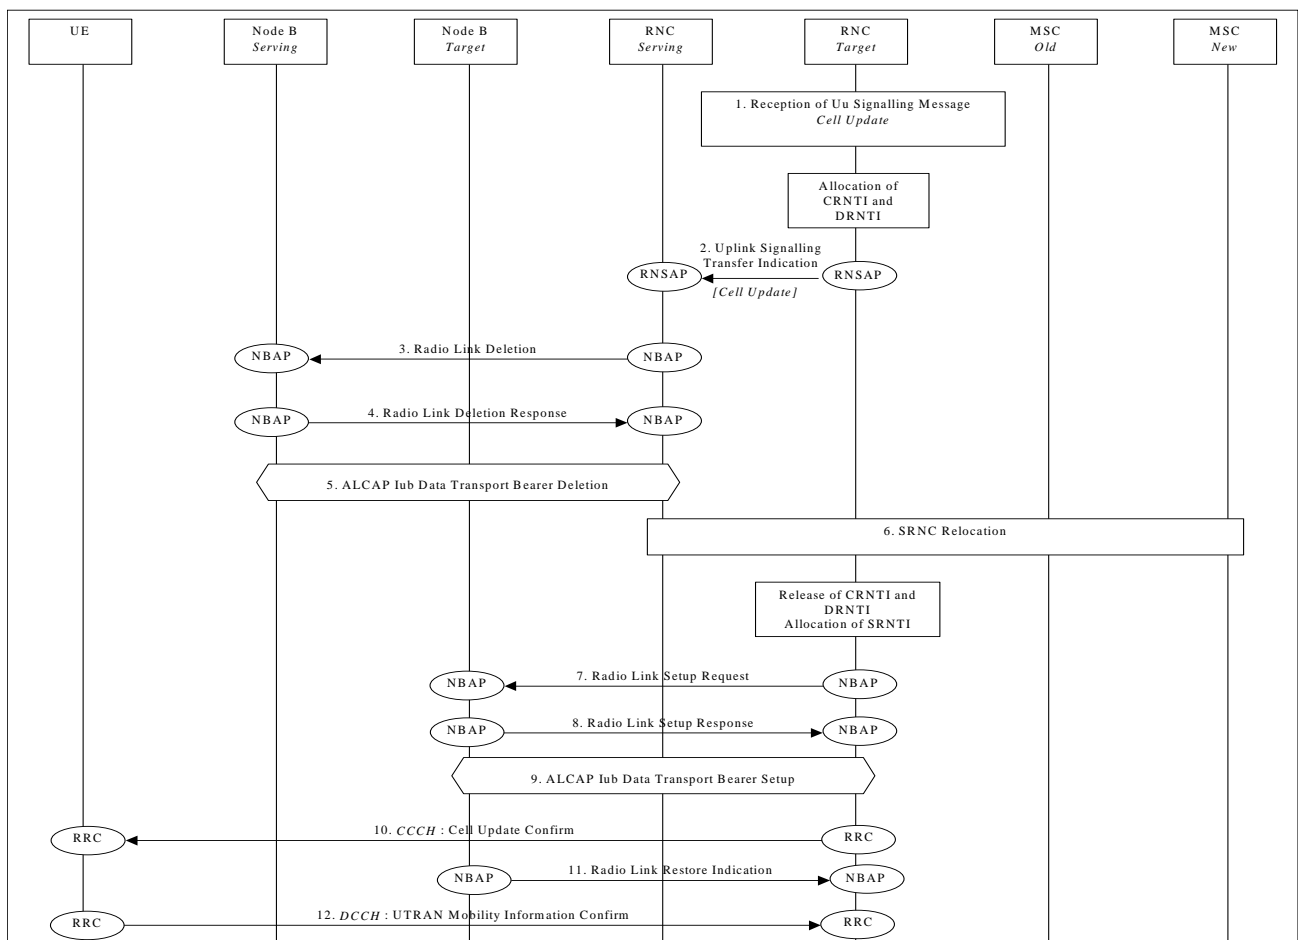 UE
Node B
Serving
Node B
Target
RNC
Serving
RNC
Target
MSC
Old
MSC
New
1. Reception of Uu Signalling Message
Cell Update
Allocation of
CRNTI and
DRNTI
2. Uplink Signalling
Transfer Indication
RNSAP
RNSAP
[Cell Update]
NBAP
3. Radio Link Deletion
NBAP
NBAP
4. Radio Link Deletion Response
NBAP
5. ALCAP Iub Data Transport Bearer Deletion
6. SRNC Relocation
Release of CRNTI and
DRNTI
Allocation of SRNTI
NBAP
7. Radio Link Setup Request
NBAP
NBAP
8. Radio Link Setup Response
NBAP
9. ALCAP Iub Data Transport Bearer Setup
RRC
10. CCCH : Cell Update Confirm
RRC
NBAP
11. Radio Link Restore Indication
NBAP
RRC
12. DCCH : UTRAN Mobility Information Confirm
RRC